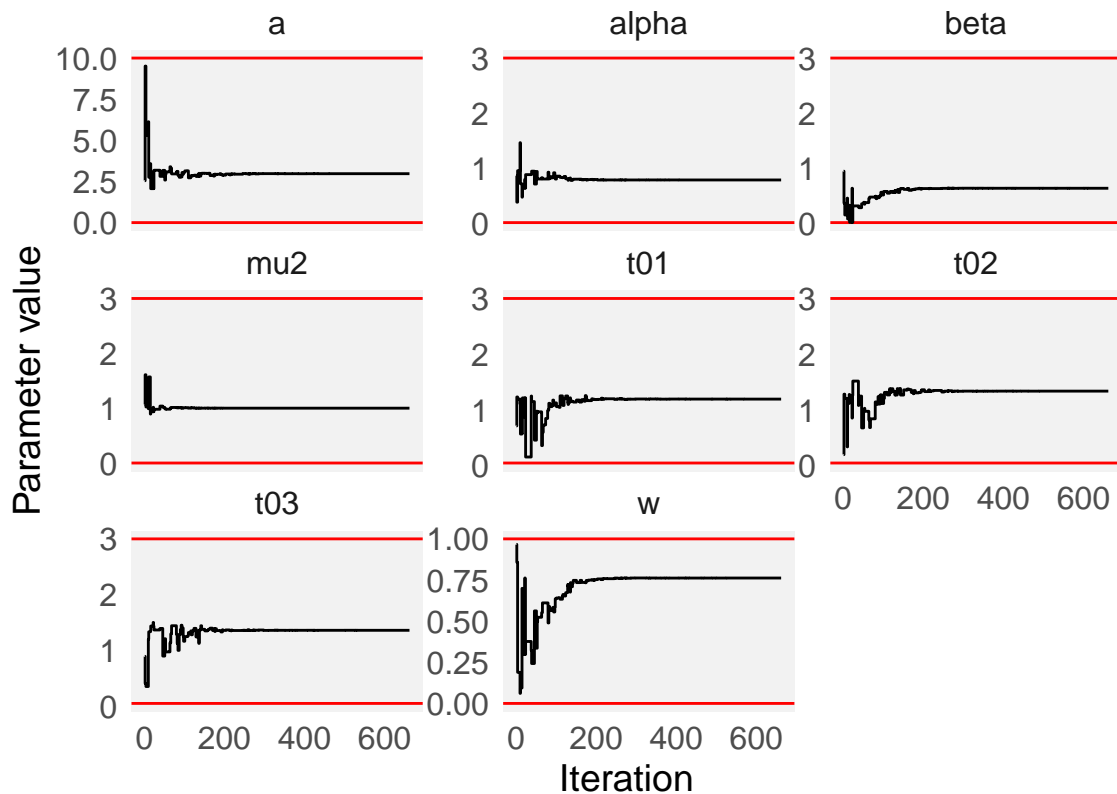 a alpha beta
10.0 3 3
7.5 2 2
5.0 1 1
2.5 0 0
0.0
mu2 t01 t02
3 3 3
2 2 2
1 1 1
0 0 0
0 200 400 600
t03 w
3 1.00
2 0.75
1 0.50
0 0.25
0.00
0 200 400 600 0 200 400 600
Iteration
Parameter value